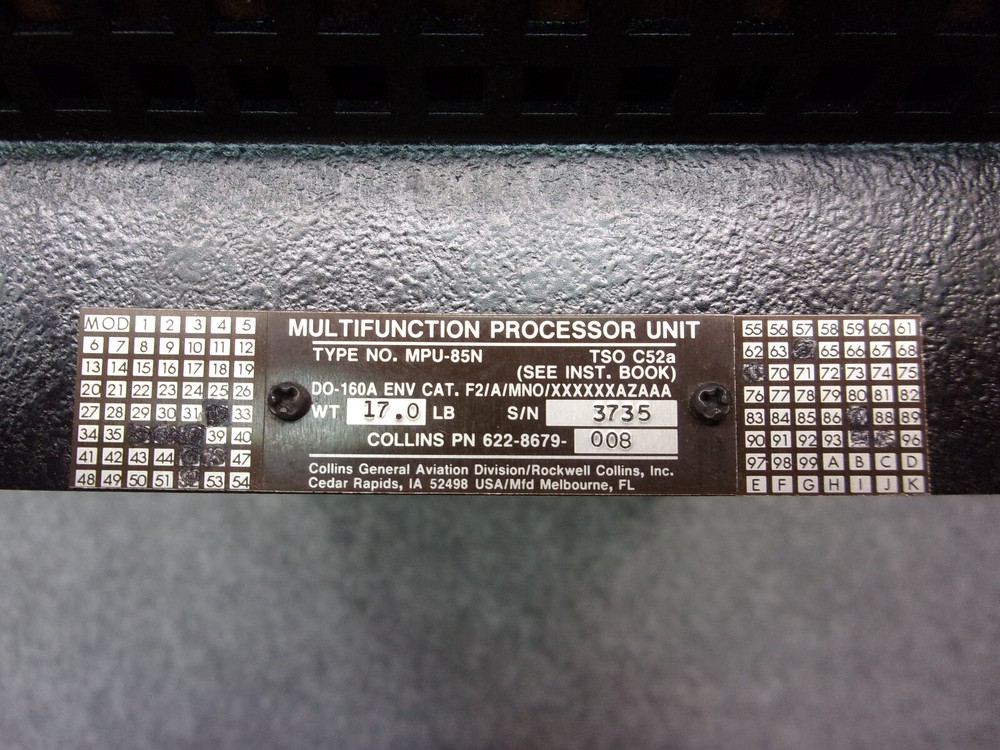 MOD 1 2 3 4 5
6 7 8 9 10 11 12
13 14 15 16 17 18 19
20 21 22 23 24 25 26
27 28 29 30 31 33
34 35 39 40
41 42 43 44 47
48 49 50 51 53 54
MULTIFUNCTION PROCESSOR UNIT
TYPE NO. MPU-85N TSO C52a
(SEE INST. BOOK)
DO-160A ENV CAT. F2/A/MNO/XXXXXXAZAAA
WT 17.0 LB S/N 3735
COLLINS PN 622-8679- 008
Collins General Aviation Division/Rockwell Collins, Inc.
Cedar Rapids, IA 52498 USA/Mfd Melbourne, FL
55 56 57 58 59 60 61
62 63 65 66 67 68
70 71 72 73 74 75
76 77 78 79 80 81 82
83 84 85 86 88 89
90 91 92 93 96
97 98 99 A B C D
E F G H I J K